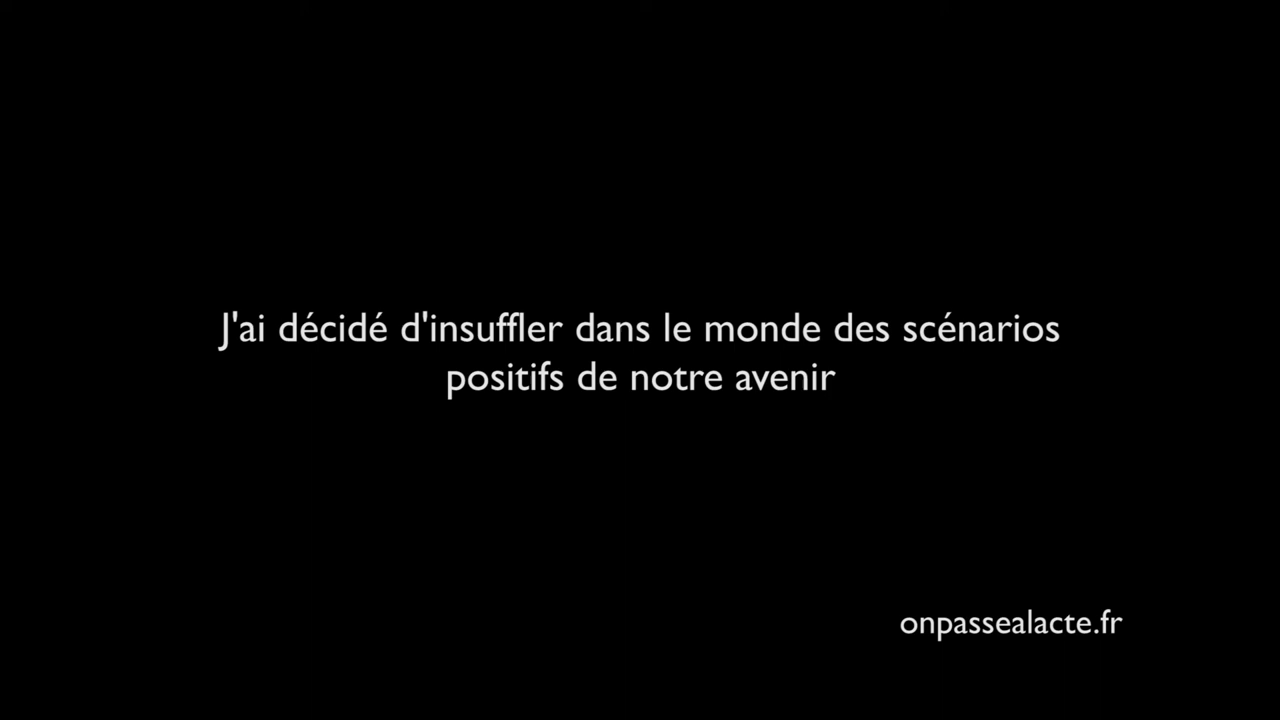 J'ai décidé d'insuffler dans le monde des scénarios
positifs de notre avenir
onpassealacte.fr